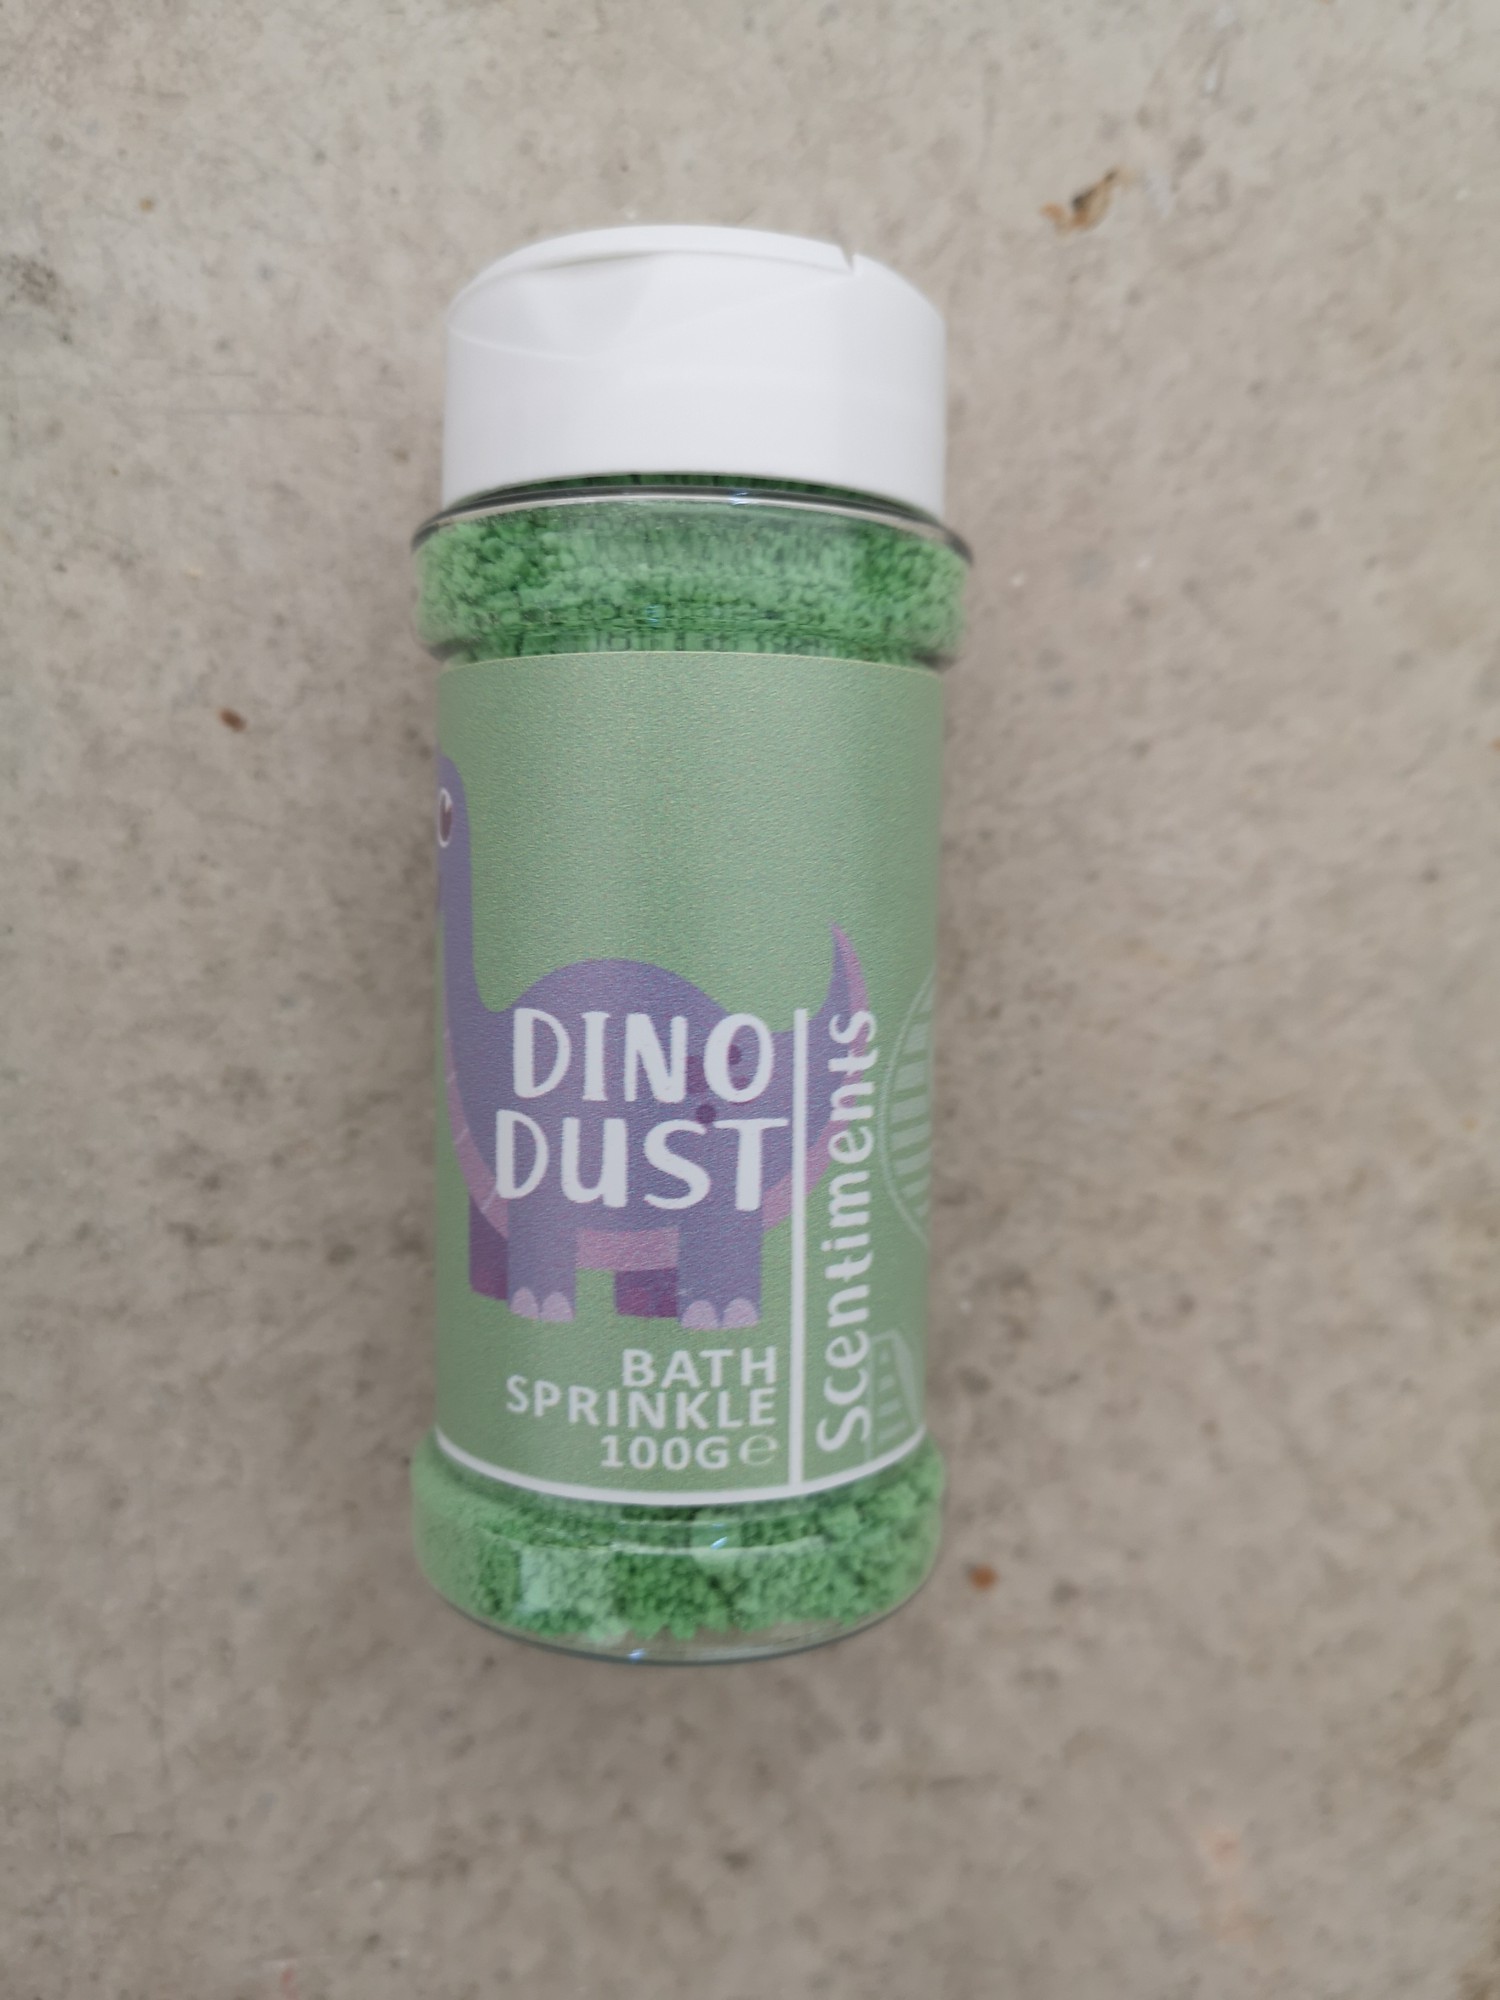 DINO
DUST
BATH
SPRINKLE
100G℮
Scentiments